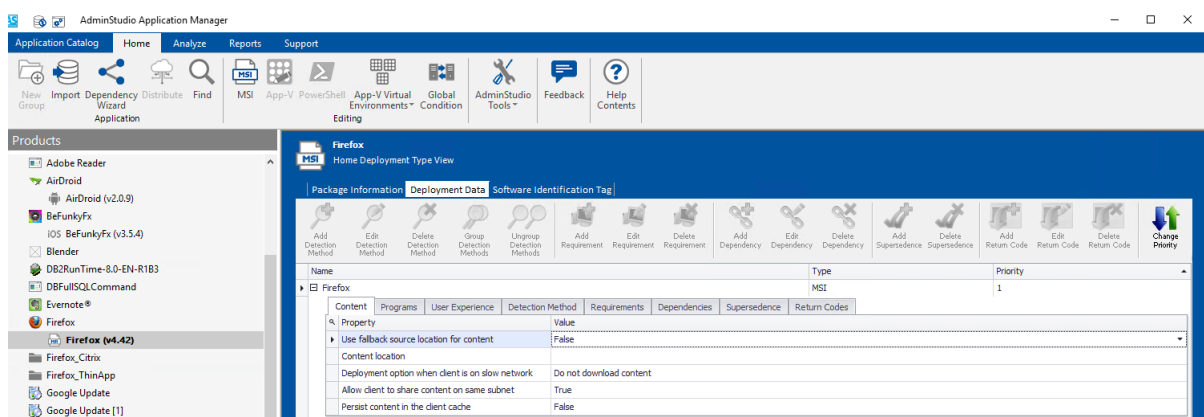 AdminStudio Application Manager
Application Catalog Home Analyze Reports Support
New Group Import Dependency Wizard Distribute Find
Application
MSI App-V PowerShell App-V Virtual Environments Global Condition AdminStudio Tools
Editing
Feedback Help Contents
Products
Adobe Reader
AirDroid
AirDroid (v2.0.9)
BeFunkyFx
iOS BeFunkyFx (v3.5.4)
Blender
DB2RunTime-8.0-EN-R1B3
DBFullSQLCommand
Evernote®
Firefox
Firefox (v4.42)
Firefox_Citrix
Firefox_ThinApp
Google Update
Google Update [1]
MSI
Firefox
Home Deployment Type View
Package Information Deployment Data Software Identification Tag
Add Detection Method Edit Detection Method Delete Detection Method Group Detection Methods Ungroup Detection Methods Add Requirement Edit Requirement Delete Requirement Add Dependency Edit Dependency Delete Dependency Add Supersedence Delete Supersedence Add Return Code Edit Return Code Delete Return Code Change Priority
Name Type Priority
Firefox MSI 1
Content Programs User Experience Detection Method Requirements Dependencies Supersedence Return Codes
Property Value
Use fallback source location for content False
Content location
Deployment option when client is on slow network Do not download content
Allow client to share content on same subnet True
Persist content in the client cache False